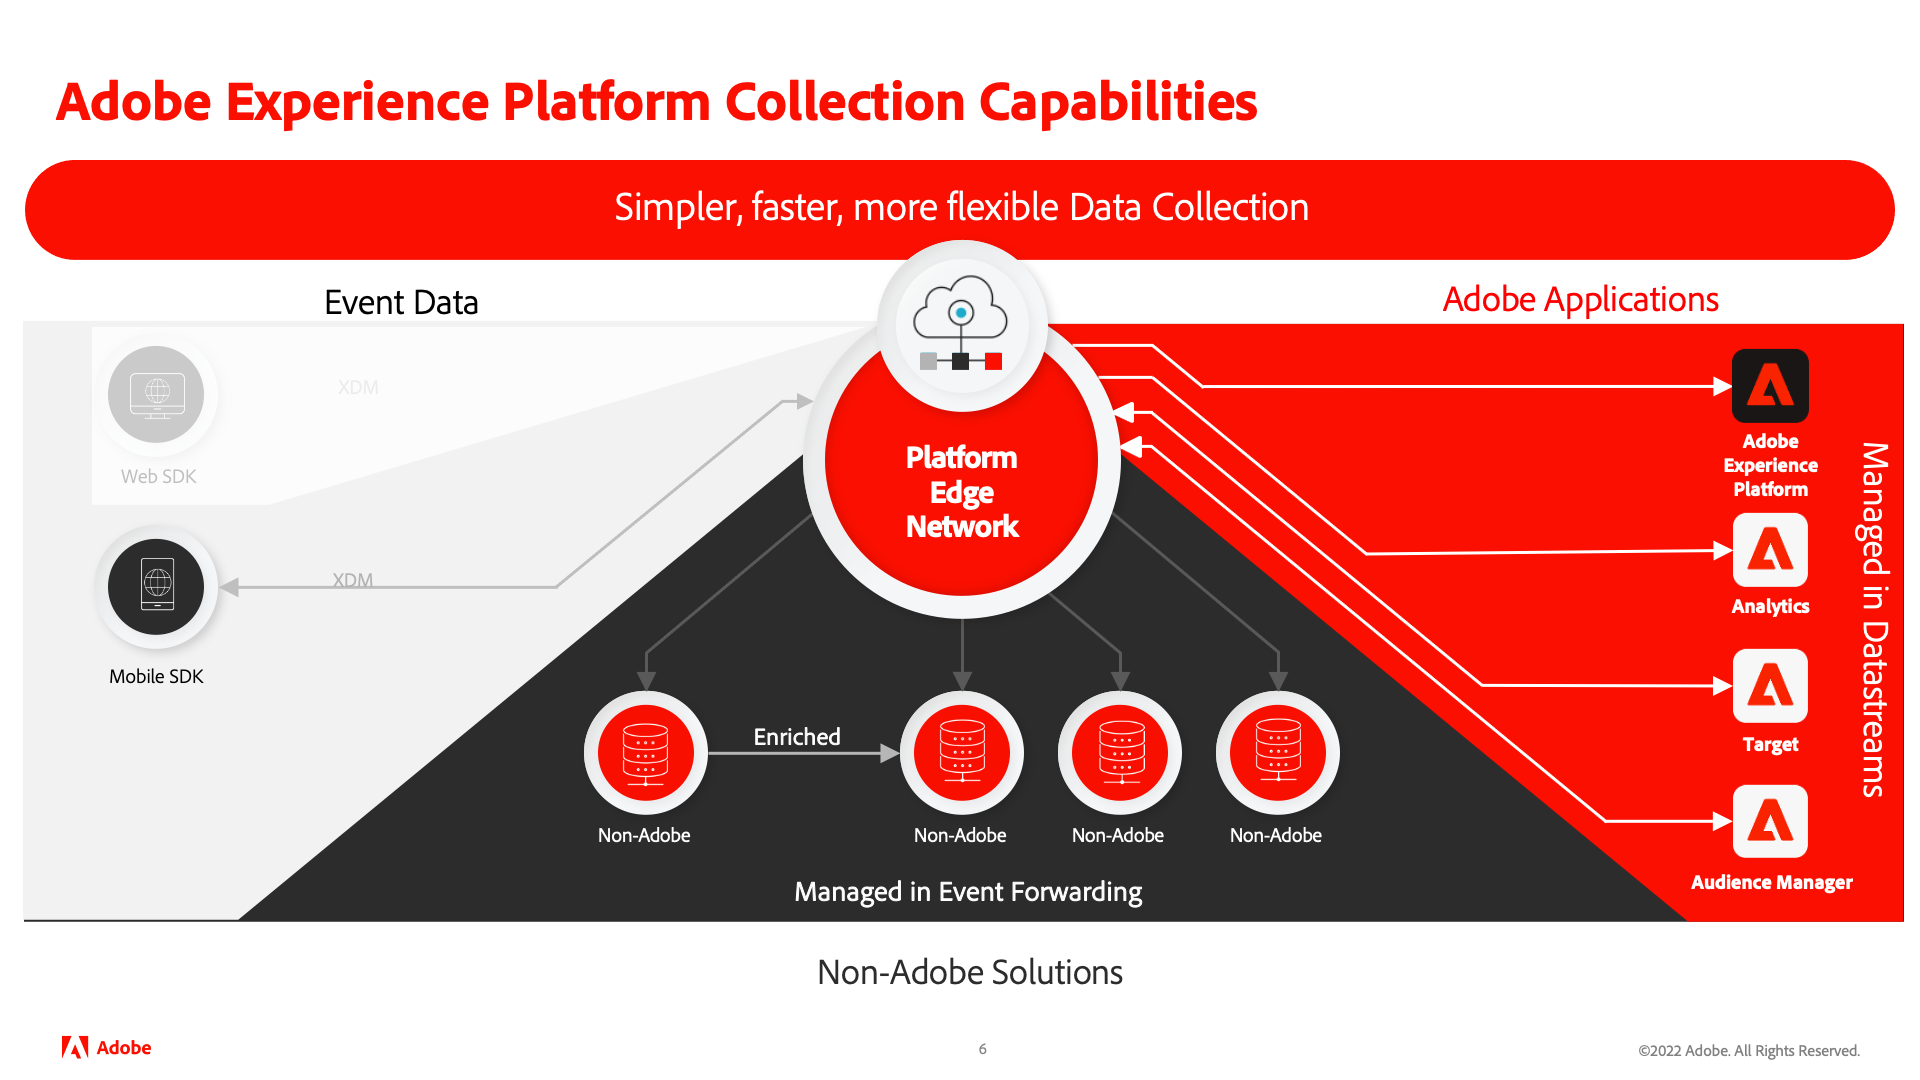 Adobe Experience Platform Collection Capabilities
Simpler, faster, more flexible Data Collection
Event Data
Adobe Applications
XDM
Web SDK
XDM
Mobile SDK
Platform
Edge
Network
Adobe
Experience
Platform
Analytics
Target
Audience Manager
Managed in Datastreams
Enriched
Non-Adobe
Non-Adobe
Non-Adobe
Non-Adobe
Managed in Event Forwarding
Non-Adobe Solutions
Adobe
6
©2022 Adobe. All Rights Reserved.